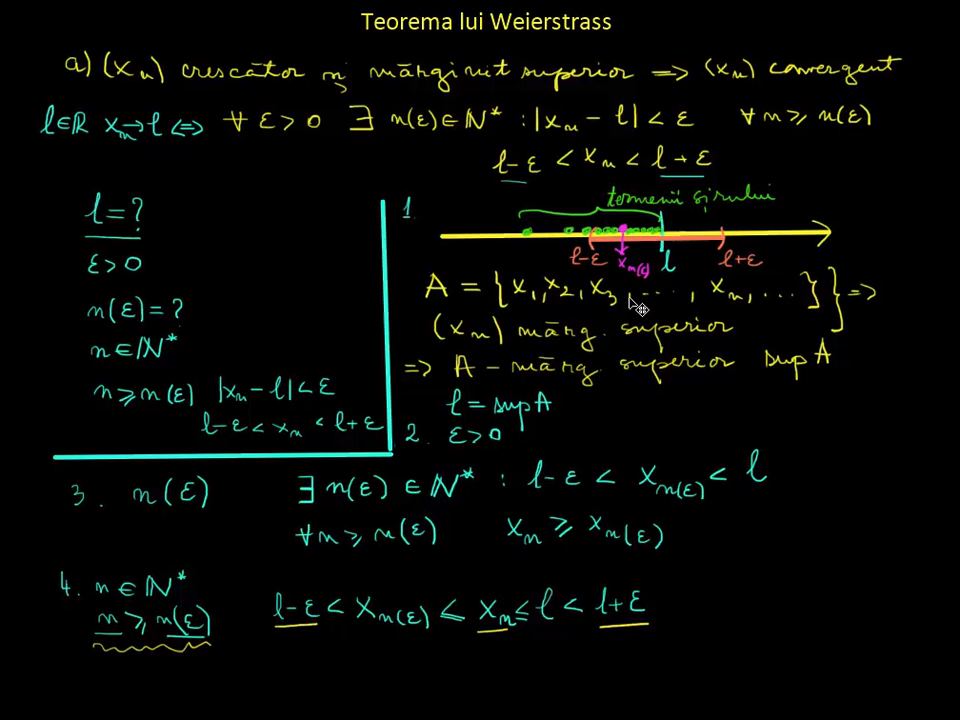 Teorema lui Weierstrass
a) (xₙ) crescător și mărginit superior ⟹ (xₙ) convergent
l∈ℝ xₙ→l ⟺ ∀ ε>0 ∃ n(ε)∈ℕ* : |xₙ - l| < ε ∀ n ⩾ n(ε)
l-ε < xₙ < l+ε
l=?
ε>0
n(ε)=?
n∈ℕ*
n⩾n(ε) |xₙ-l|<ε
l-ε<xₙ<l+ε
1.
termenii șirului
l-ε xₙ(ε) l l+ε
A = {x₁, x₂, x₃, ..., xₙ, ...} } ⟹
(xₙ) mărg. superior
⟹ A - mărg. superior sup A
l = sup A
2. ε>0
3. n(ε) ∃ n(ε) ∈ ℕ* : l-ε < xₙ(ε) < l
∀n⩾n(ε) xₙ ⩾ xₙ(ε)
4. n∈ℕ*
n⩾n(ε) l-ε < xₙ(ε) ≤ xₙ ≤ l < l+ε